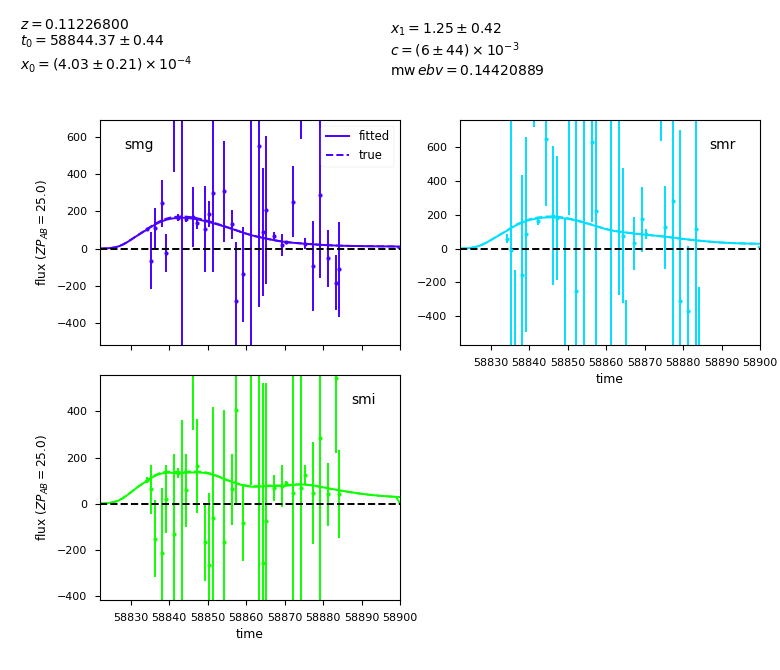 z = 0.11226800
t₀ = 58844.37 ± 0.44
x₀ = (4.03 ± 0.21) × 10⁻⁴
x₁ = 1.25 ± 0.42
c = (6 ± 44) × 10⁻³
mw ebv = 0.14420889
smg
fitted
true
600
400
200
0
−200
−400
flux (ZP_AB = 25.0)
smr
600
400
200
0
−200
−400
58830 58840 58850 58860 58870 58880 58890 58900
time
smi
400
200
0
−200
−400
flux (ZP_AB = 25.0)
58830 58840 58850 58860 58870 58880 58890 58900
time